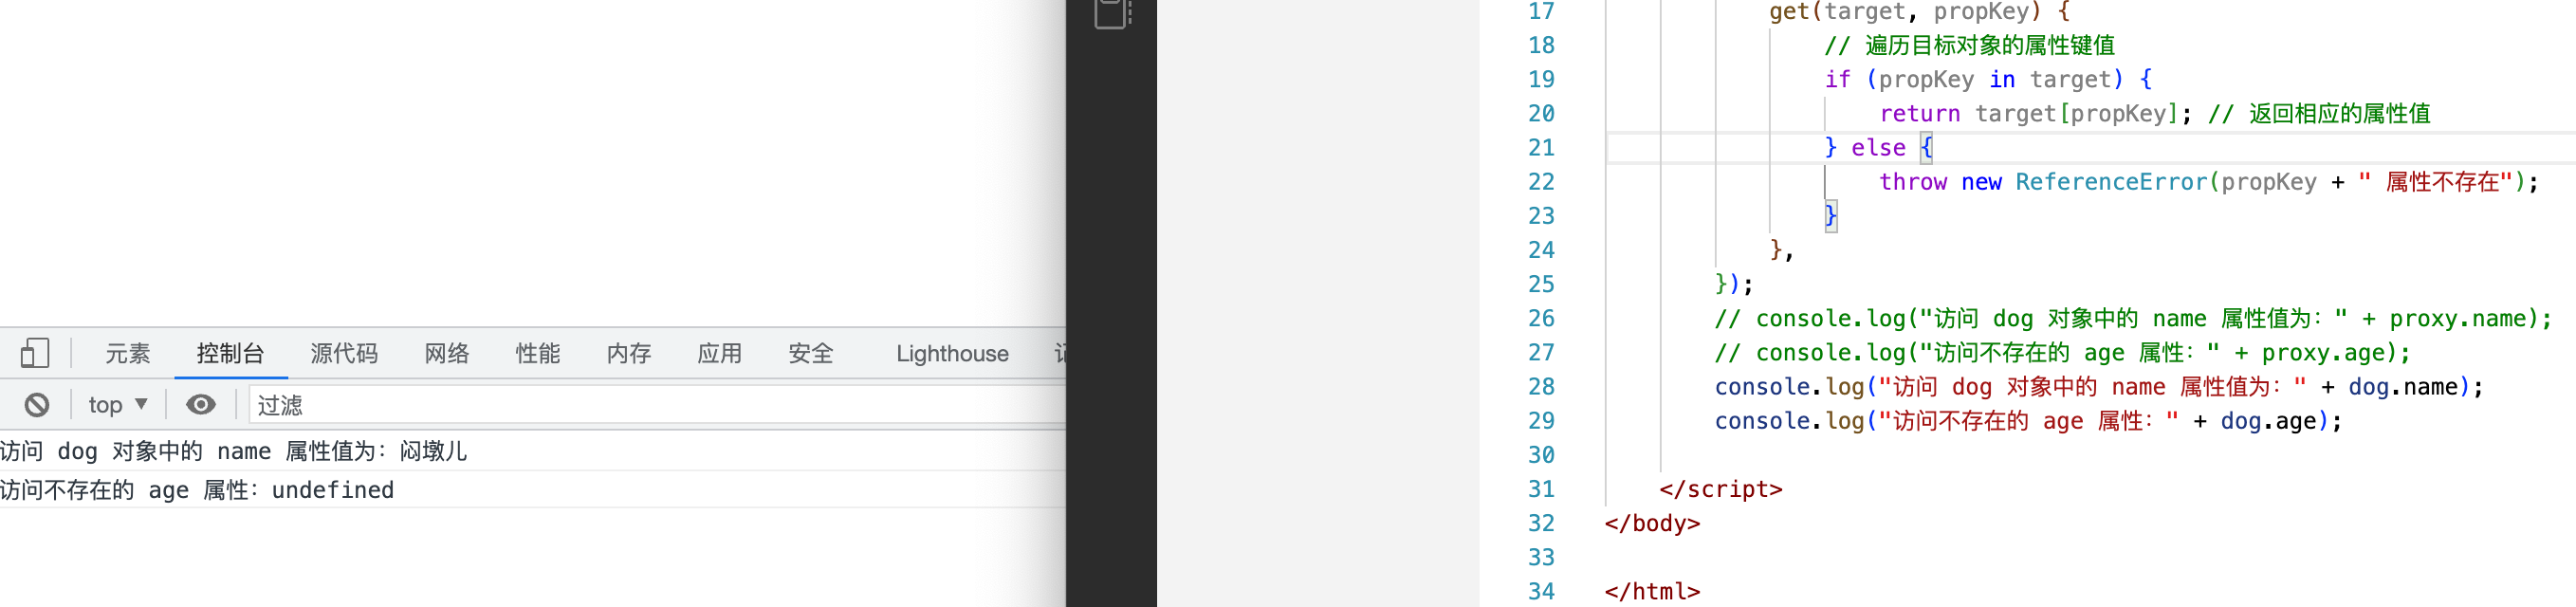 元素 控制台 源代码 网络 性能 内存 应用 安全 Lighthouse
top ▼ 过滤
访问 dog 对象中的 name 属性值为：闷墩儿
访问不存在的 age 属性：undefined
17 get(target, propKey) {
18 // 遍历目标对象的属性键值
19 if (propKey in target) {
20 return target[propKey]; // 返回相应的属性值
21 } else {
22 throw new ReferenceError(propKey + " 属性不存在");
23 }
24 },
25 });
26 // console.log("访问 dog 对象中的 name 属性值为：" + proxy.name);
27 // console.log("访问不存在的 age 属性：" + proxy.age);
28 console.log("访问 dog 对象中的 name 属性值为：" + dog.name);
29 console.log("访问不存在的 age 属性：" + dog.age);
30
31 </script>
32 </body>
33
34 </html>